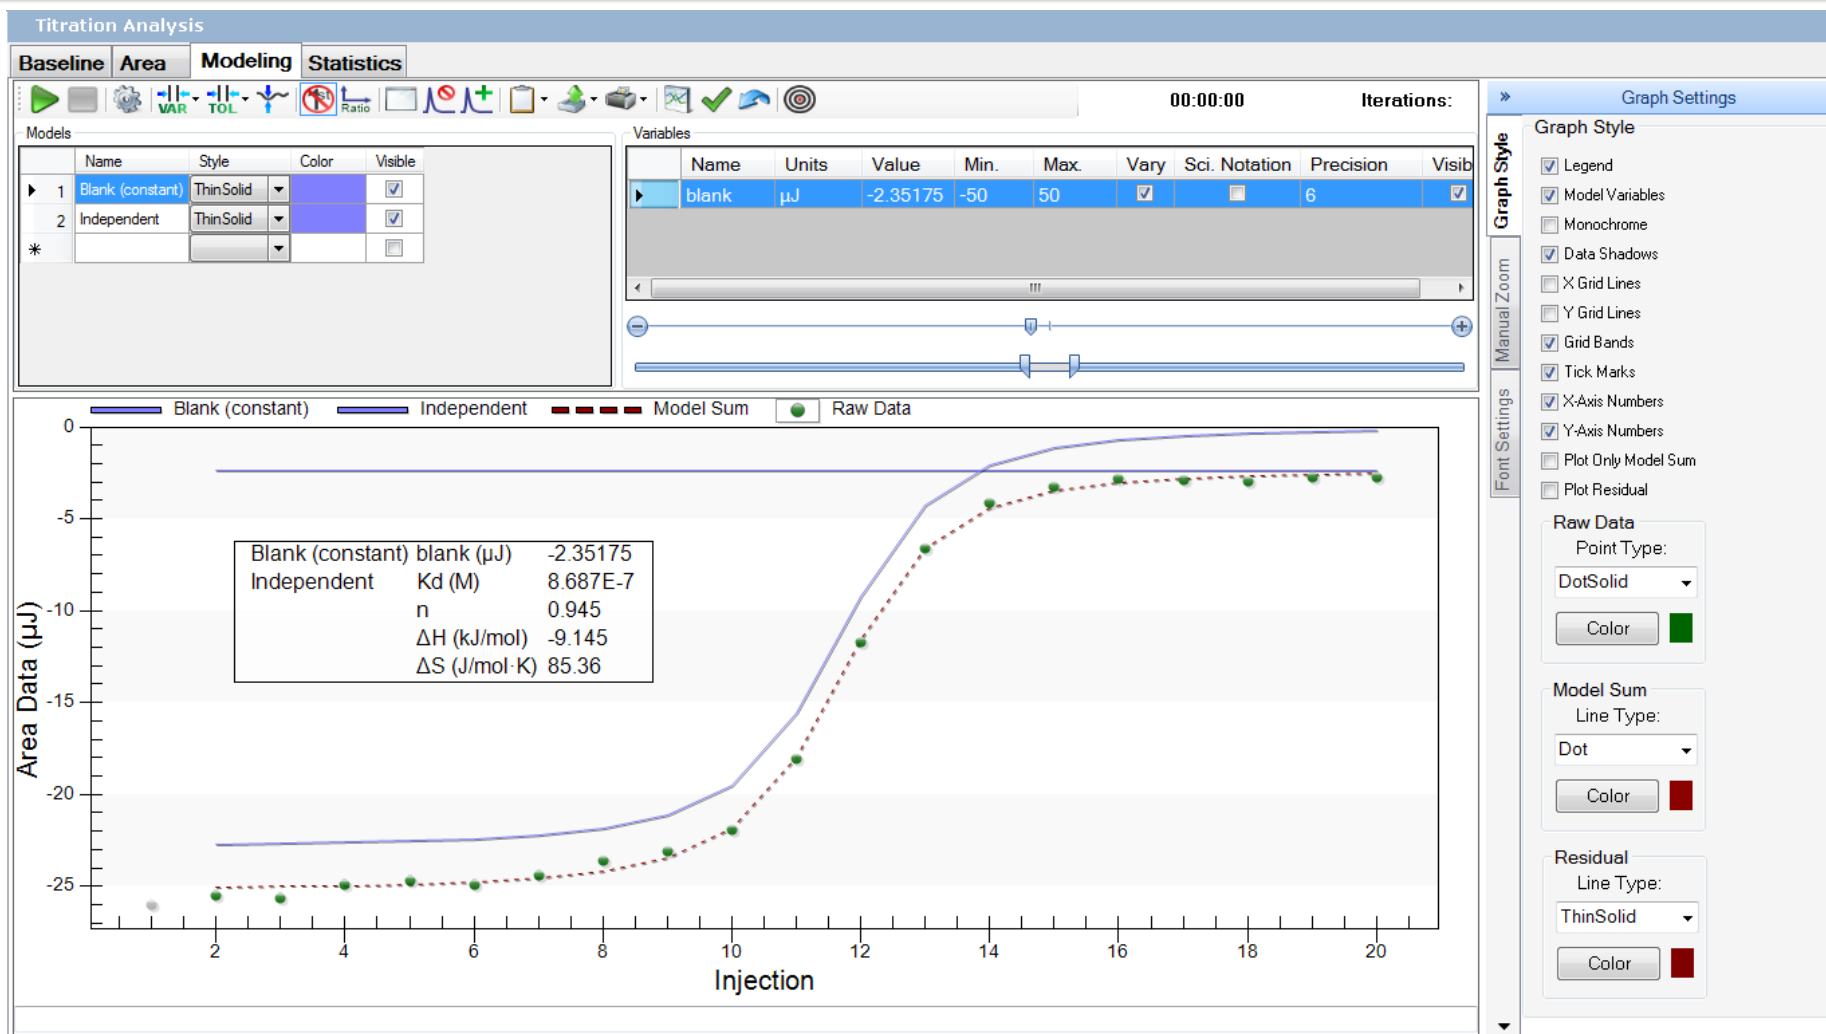 Titration Analysis
Baseline Area Modeling Statistics
VAR TOL 1st Ratio 00:00:00 Iterations:
» Graph Settings
Models
Name Style Color Visible
1 Blank (constant) ThinSolid
2 Independent ThinSolid
*
Variables
Name Units Value Min. Max. Vary Sci. Notation Precision Visib
blank µJ -2.35175 -50 50 6
Graph Style
Manual Zoom
Font Settings
Graph Style
Legend
Model Variables
Monochrome
Data Shadows
X Grid Lines
Y Grid Lines
Grid Bands
Tick Marks
X-Axis Numbers
Y-Axis Numbers
Plot Only Model Sum
Plot Residual
Raw Data
Point Type:
DotSolid
Color
Model Sum
Line Type:
Dot
Color
Residual
Line Type:
ThinSolid
Color
Blank (constant) Independent Model Sum Raw Data
0
-5
-10
-15
-20
-25
Area Data (µJ)
Blank (constant) blank (µJ) -2.35175
Independent Kd (M) 8.687E-7
n 0.945
ΔH (kJ/mol) -9.145
ΔS (J/mol·K) 85.36
2 4 6 8 10 12 14 16 18 20
Injection